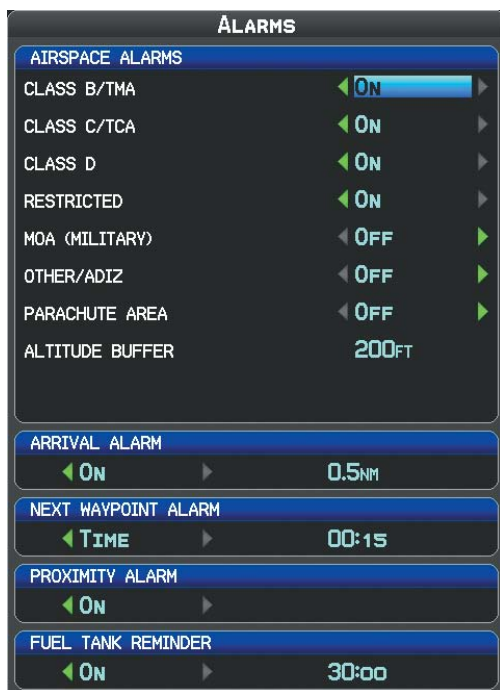 ALARMS
AIRSPACE ALARMS
CLASS B/TMA ON
CLASS C/TCA ON
CLASS D ON
RESTRICTED ON
MOA (MILITARY) OFF
OTHER/ADIZ OFF
PARACHUTE AREA OFF
ALTITUDE BUFFER 200FT
ARRIVAL ALARM
ON 0.5NM
NEXT WAYPOINT ALARM
TIME 00:15
PROXIMITY ALARM
ON
FUEL TANK REMINDER
ON 30:00